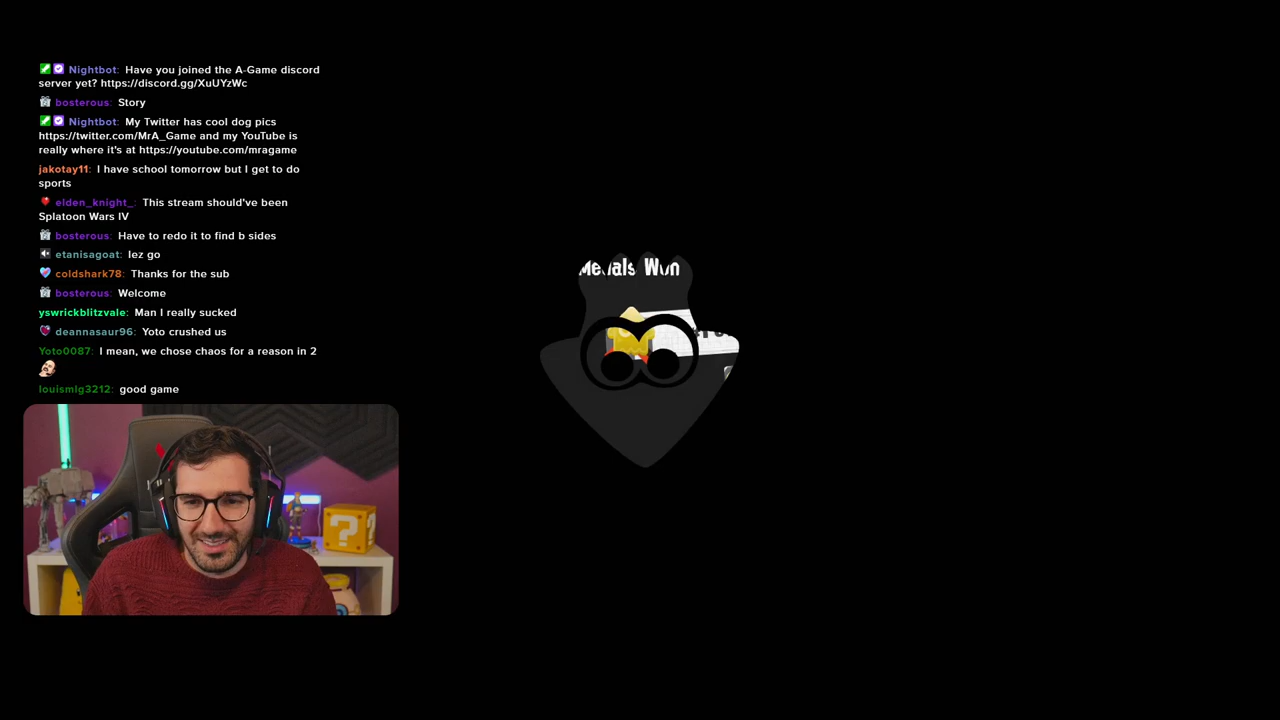 Nightbot: Have you joined the A-Game discord
server yet? https://discord.gg/XuUYzWc
bosterous: Story
Nightbot: My Twitter has cool dog pics
https://twitter.com/MrA_Game and my YouTube is
really where it's at https://youtube.com/mragame
jakotay11: I have school tomorrow but I get to do
sports
elden_knight_: This stream should've been
Splatoon Wars IV
bosterous: Have to redo it to find b sides
etanisagoat: lez go
coldshark78: Thanks for the sub
bosterous: Welcome
yswrickblitzvale: Man I really sucked
deannasaur96: Yoto crushed us
Yoto0087: I mean, we chose chaos for a reason in 2
louismlg3212: good game
Medals Won
?